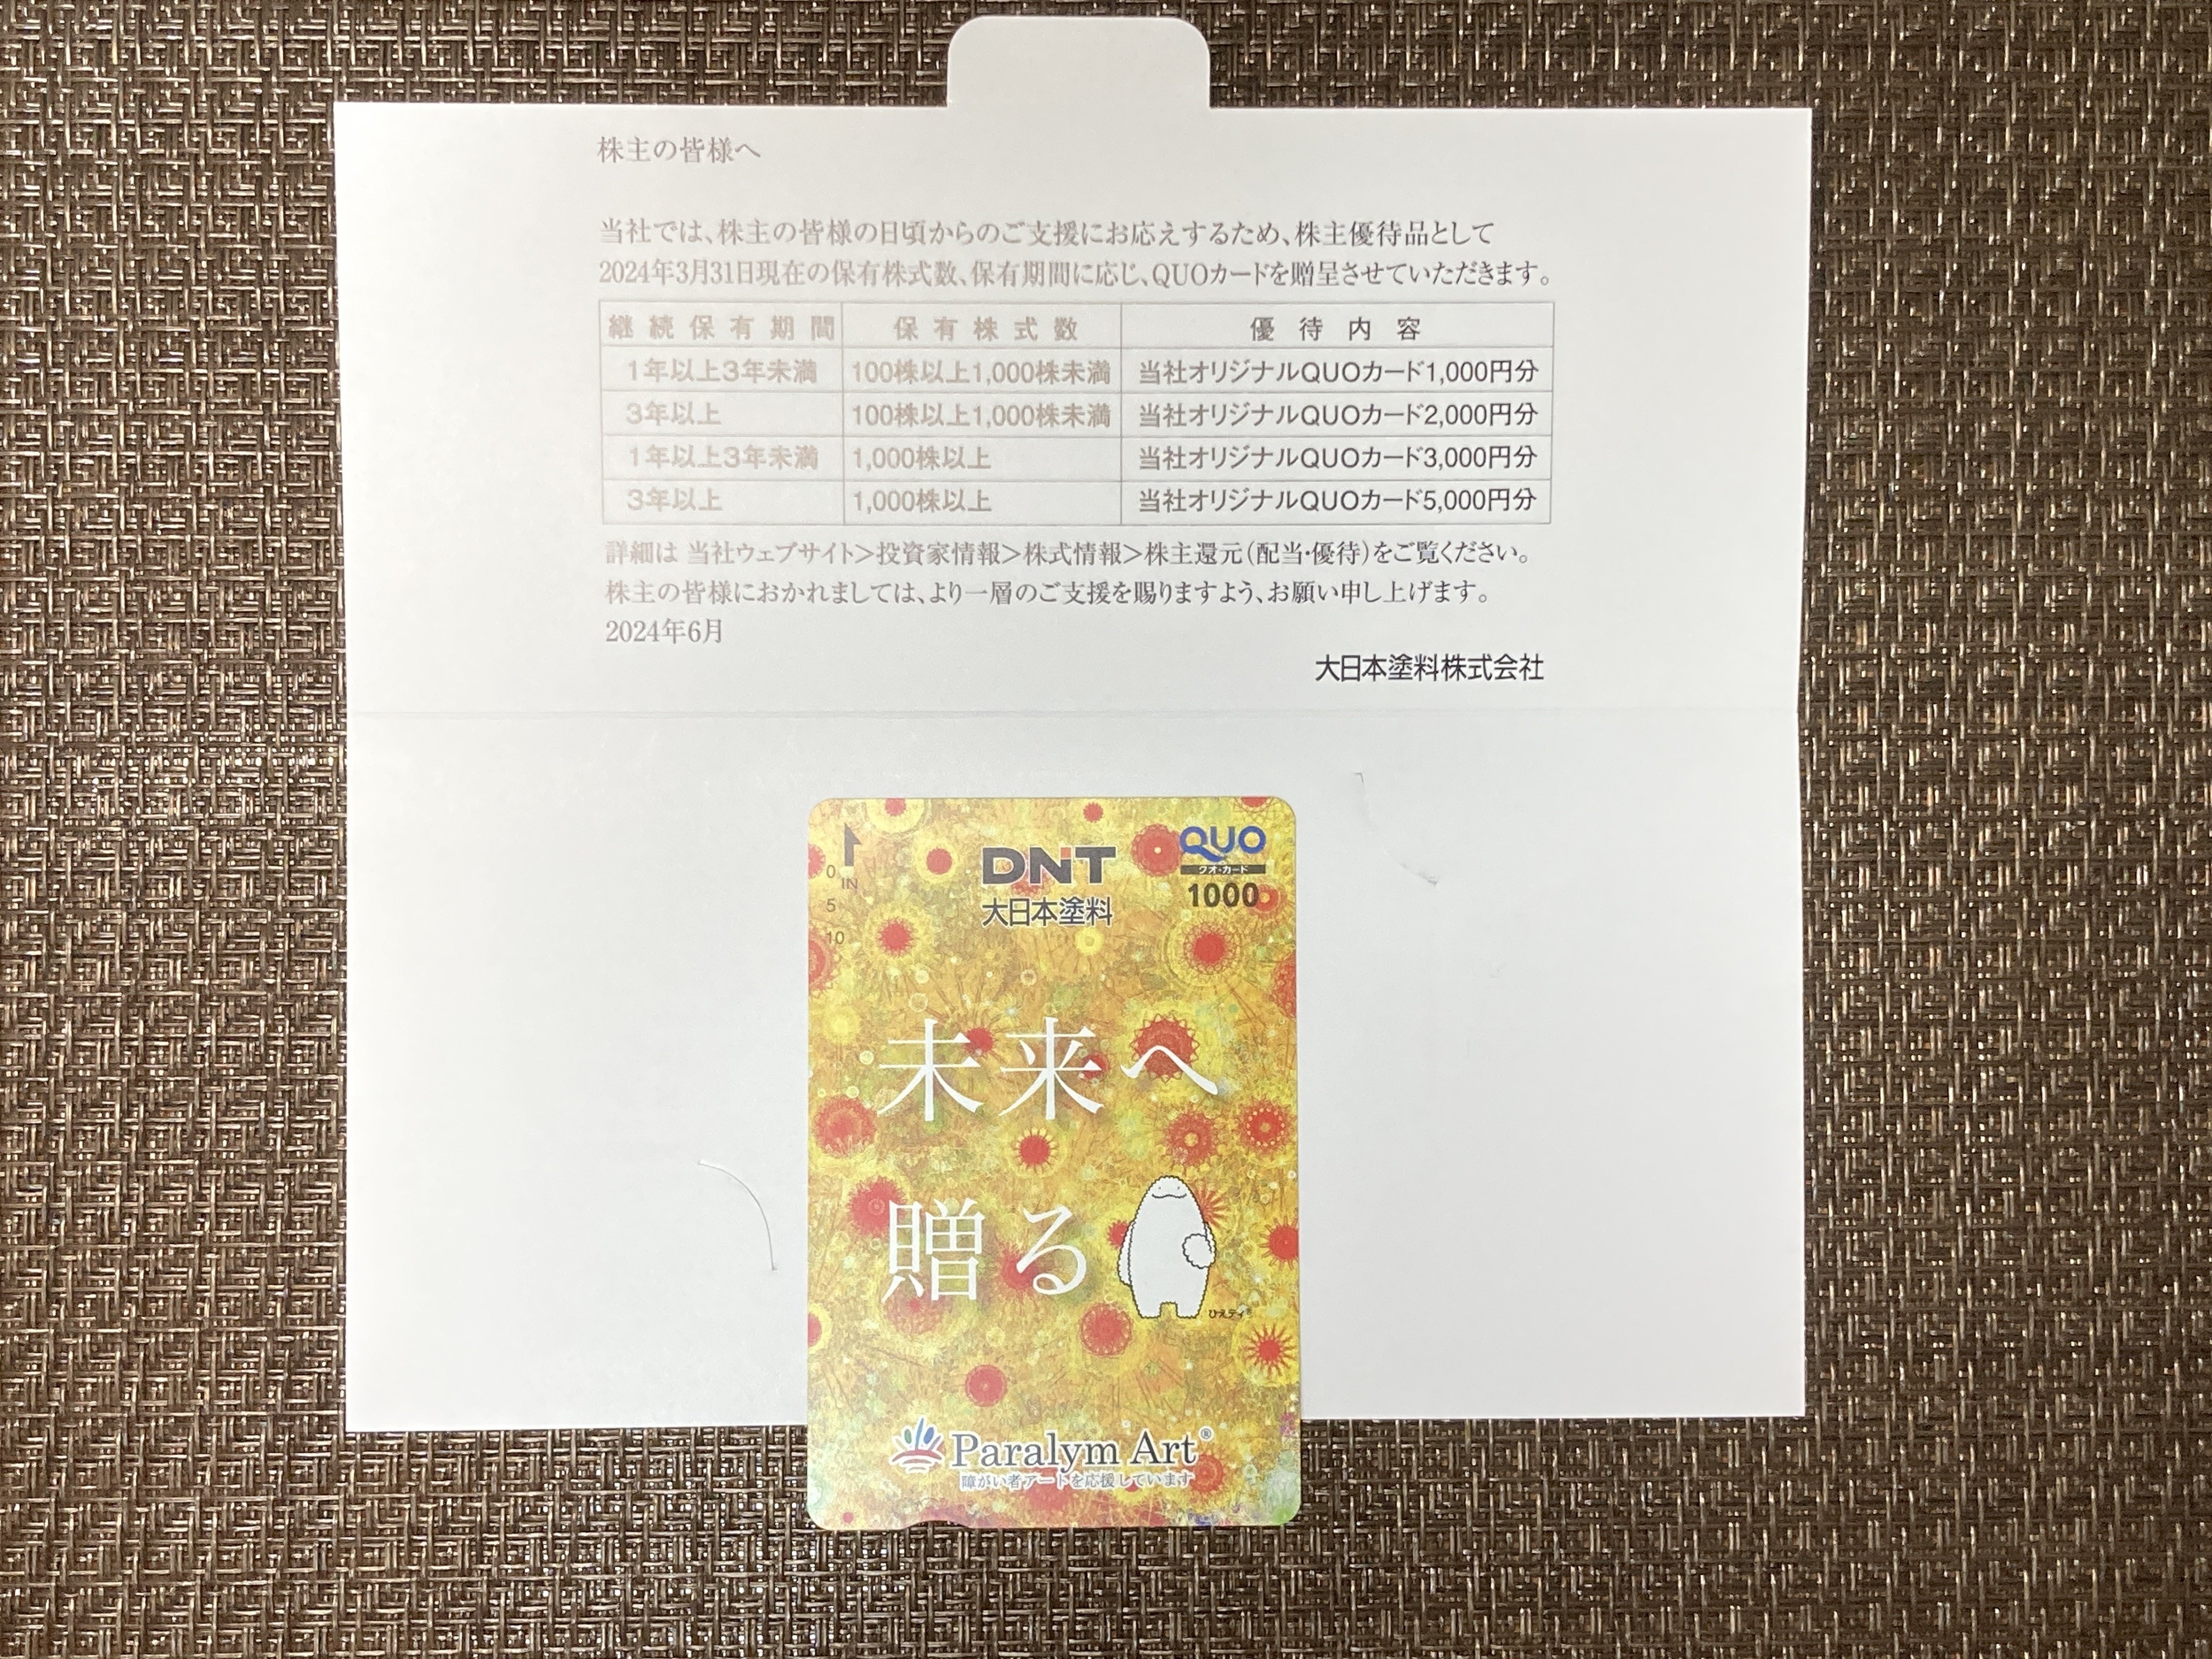 株主の皆様へ
当社では、株主の皆様の日頃からのご支援にお応えするため、株主優待品として
2024年3月31日現在の保有株式数、保有期間に応じ、QUOカードを贈呈させていただきます。
継続保有期間 保有株式数 優待内容
1年以上3年未満 100株以上1,000株未満 当社オリジナルQUOカード1,000円分
3年以上 100株以上1,000株未満 当社オリジナルQUOカード2,000円分
1年以上3年未満 1,000株以上 当社オリジナルQUOカード3,000円分
3年以上 1,000株以上 当社オリジナルQUOカード5,000円分
詳細は 当社ウェブサイト>投資家情報>株式情報>株主還元(配当・優待)をご覧ください。
株主の皆様におかれましては、より一層のご支援を賜りますよう、お願い申し上げます。
2024年6月
大日本塗料株式会社
0
IN
5
10
DNT
大日本塗料
QUO
クオ・カード
1000
未来へ
贈る
ひえティ®
Paralym Art®
障がい者アートを応援しています